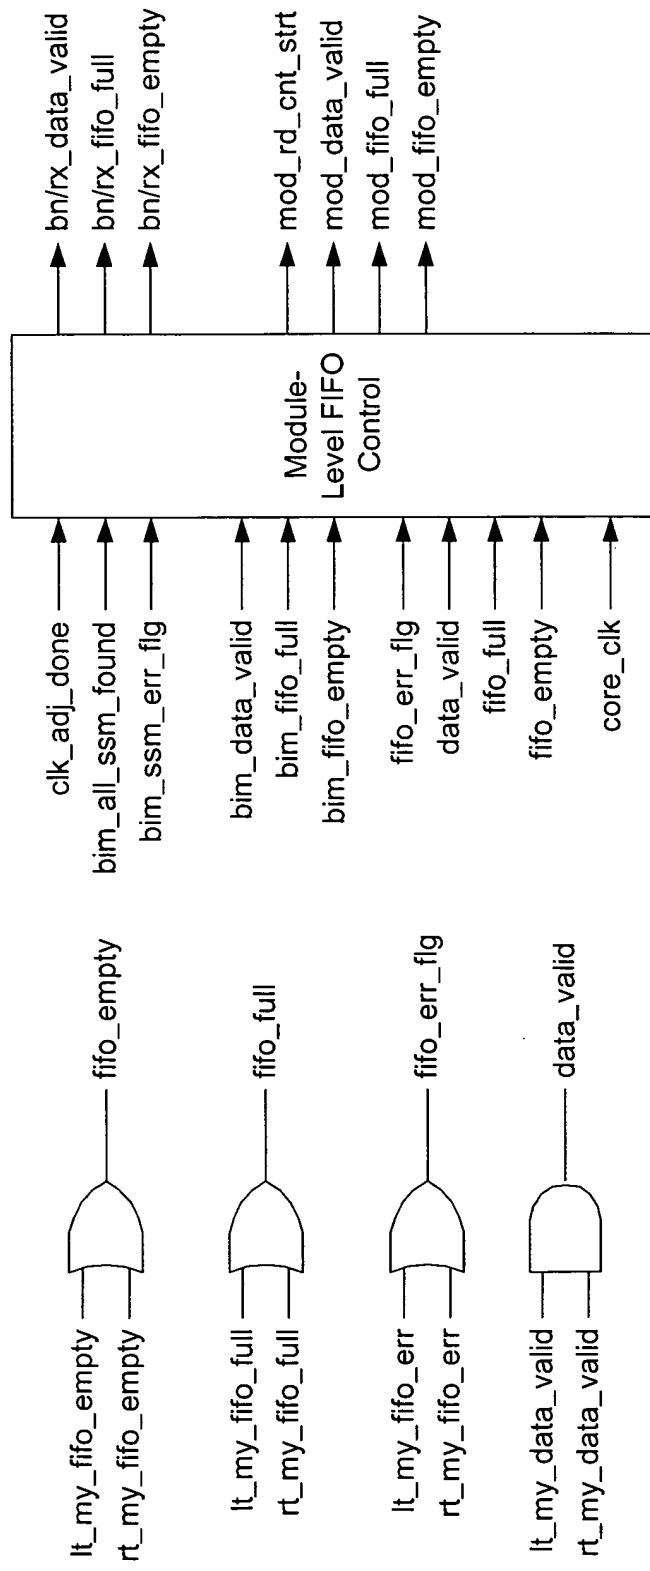 lt_my_fifo_empty
rt_my_fifo_empty
fifo_empty
lt_my_fifo_full
rt_my_fifo_full
fifo_full
lt_my_fifo_err
rt_my_fifo_err
fifo_err_flg
lt_my_data_valid
rt_my_data_valid
data_valid
clk_adj_done
bim_all_ssm_found
bim_ssm_err_flg
bim_data_valid
bim_fifo_full
bim_fifo_empty
fifo_err_flg
data_valid
fifo_full
fifo_empty
core_clk
Module-
Level FIFO
Control
bn/rx_data_valid
bn/rx_fifo_full
bn/rx_fifo_empty
mod_rd_cnt_strt
mod_data_valid
mod_fifo_full
mod_fifo_empty